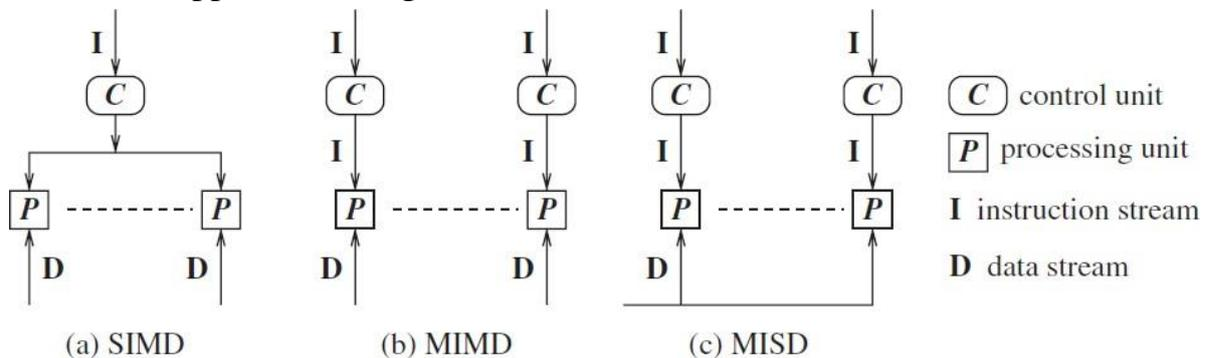 I I I I I
C C C C C C control unit
I I I I P processing unit
P P P P P P I instruction stream
D D D D D D data stream
(a) SIMD (b) MIMD (c) MISD